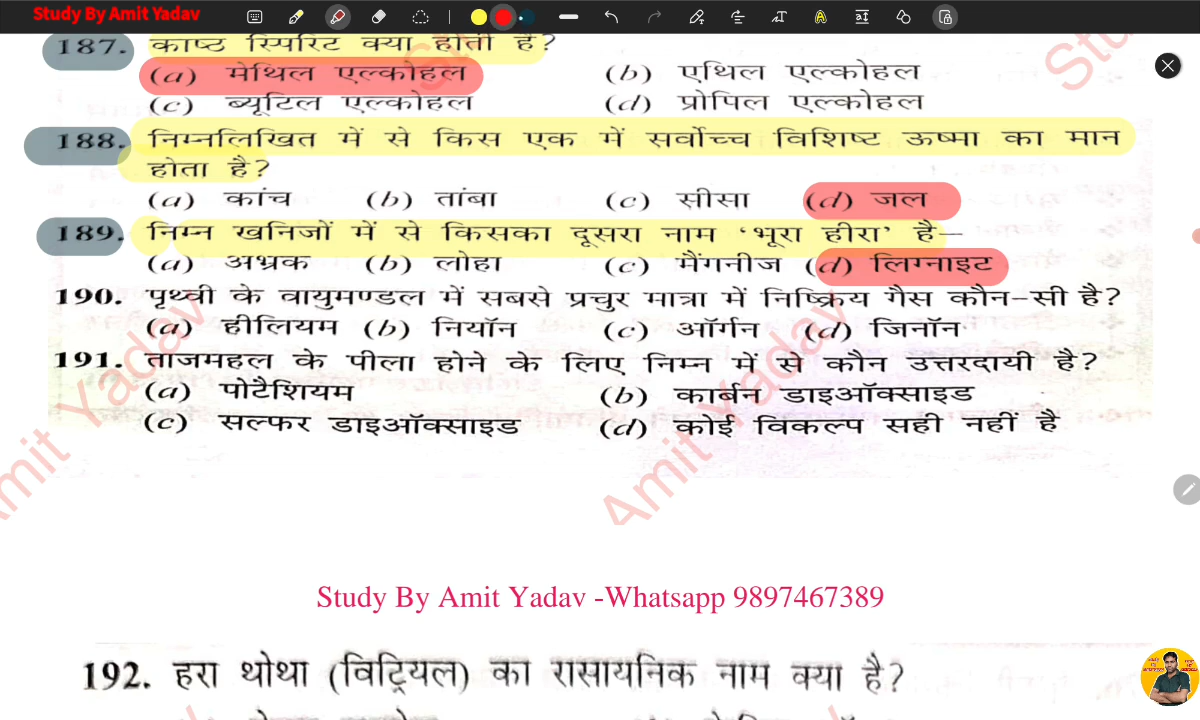 Study By Amit Yadav
187. काष्ठ स्पिरिट क्या होती है?
(a) मेथिल एल्कोहल (b) एथिल एल्कोहल
(c) ब्यूटिल एल्कोहल (d) प्रोपिल एल्कोहल
188. निम्नलिखित में से किस एक में सर्वोच्च विशिष्ट ऊष्मा का मान
होता है?
(a) कांच (b) तांबा (c) सीसा (d) जल
189. निम्न खनिजों में से किसका दूसरा नाम ‘भूरा हीरा’ है–
(a) अभ्रक (b) लोहा (c) मैंगनीज (d) लिग्नाइट
190. पृथ्वी के वायुमण्डल में सबसे प्रचुर मात्रा में निष्क्रिय गैस कौन-सी है?
(a) हीलियम (b) नियॉन (c) ऑर्गन (d) जिनॉन
191. ताजमहल के पीला होने के लिए निम्न में से कौन उत्तरदायी है?
(a) पोटैशियम (b) कार्बन डाइऑक्साइड
(c) सल्फर डाइऑक्साइड (d) कोई विकल्प सही नहीं है
Study By Amit Yadav -Whatsapp 9897467389
192. हरा थोथा (विट्रियल) का रासायनिक नाम क्या है?